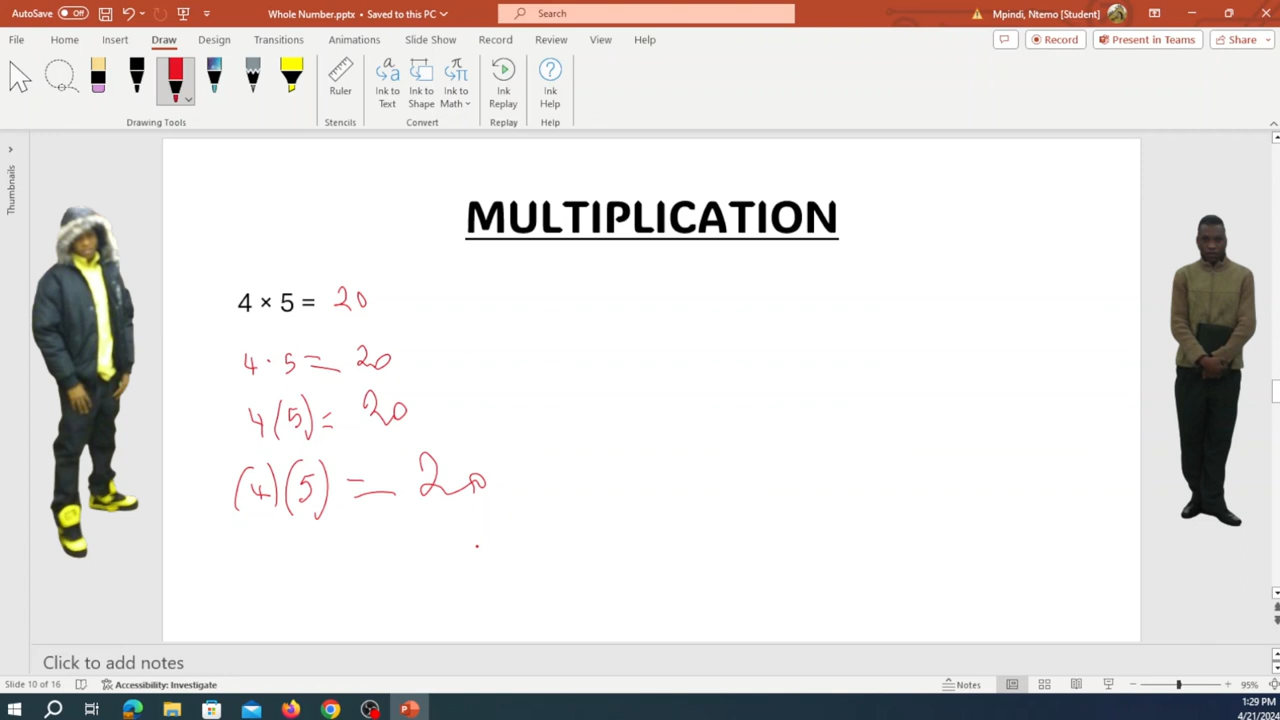 AutoSave Off Whole Number.pptx • Saved to this PC Search Mpindi, Ntemo [Student]
File Home Insert Draw Design Transitions Animations Slide Show Record Review View Help Record Present in Teams Share
Ruler Ink to Text Ink to Shape Ink to Math Ink Replay Ink Help
Drawing Tools Stencils Convert Replay Help
Thumbnails
MULTIPLICATION
4 × 5 = 20
4 · 5 = 20
4(5) = 20
(4)(5) = 20
Click to add notes
Slide 10 of 16 Accessibility: Investigate Notes 95%
1:29 PM
4/21/2024